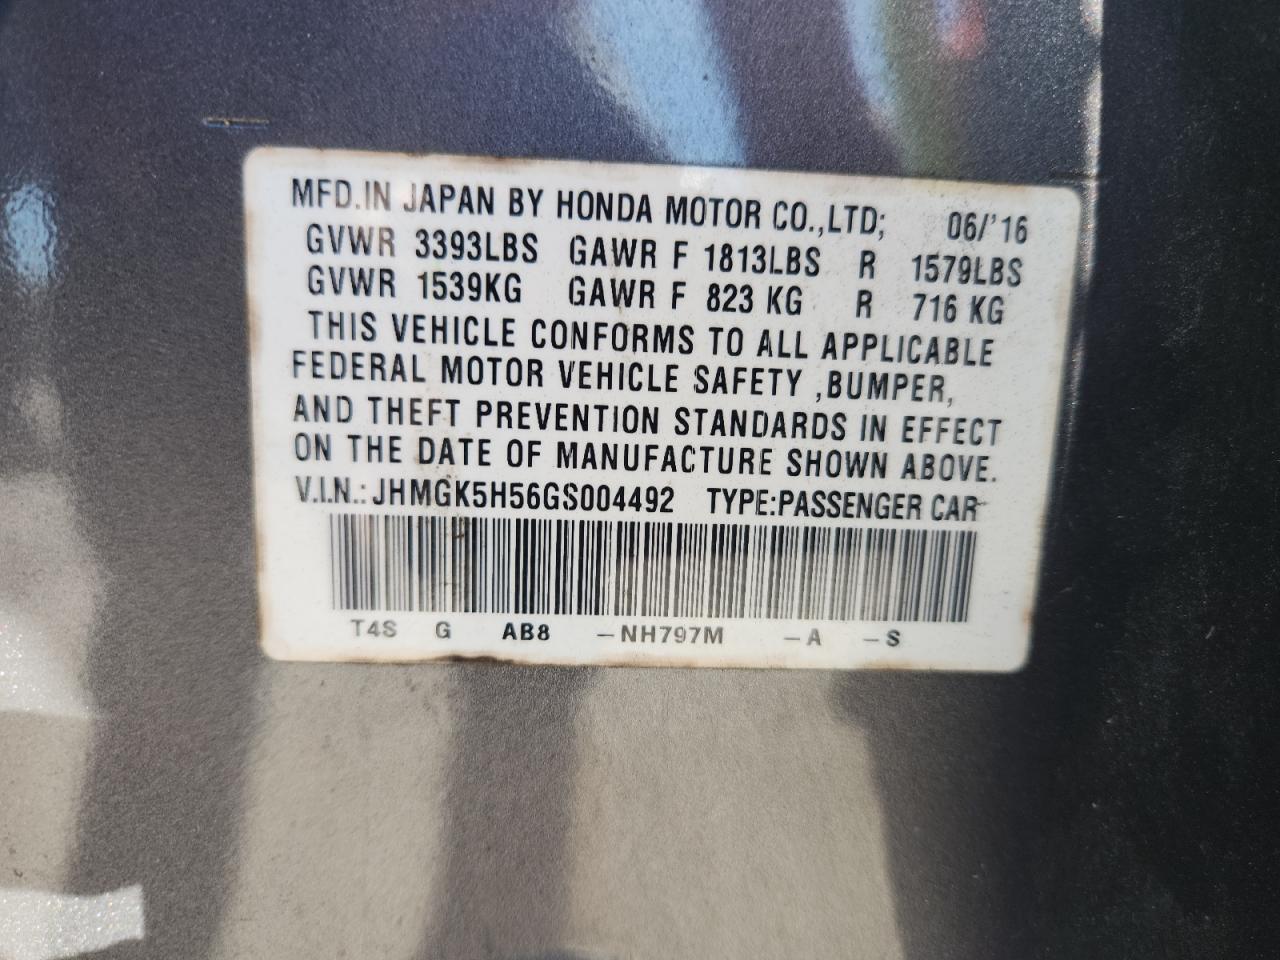 MFD.IN JAPAN BY HONDA MOTOR CO.,LTD; 06/'16
GVWR 3393LBS GAWR F 1813LBS R 1579LBS
GVWR 1539KG GAWR F 823 KG R 716 KG
THIS VEHICLE CONFORMS TO ALL APPLICABLE
FEDERAL MOTOR VEHICLE SAFETY ,BUMPER,
AND THEFT PREVENTION STANDARDS IN EFFECT
ON THE DATE OF MANUFACTURE SHOWN ABOVE.
V.I.N.: JHMGK5H56GS004492 TYPE:PASSENGER CAR
T4S G AB8 -NH797M -A -S